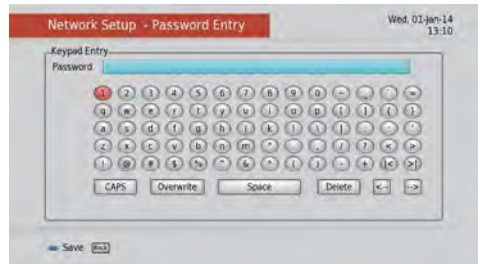 Network Setup - Password Entry
Wed, 01-Jan-14
13:10
Keypad Entry
Password
1 2 3 4 5 6 7 8 9 0
q w e r t y u i o p [ ] { }
a s d f g h j k l \ |
z x c v b n m / ? < >
! @ # $ % ^ & * ( ) - + |< >|
CAPS Overwrite Space Delete <-- -->
Save Back